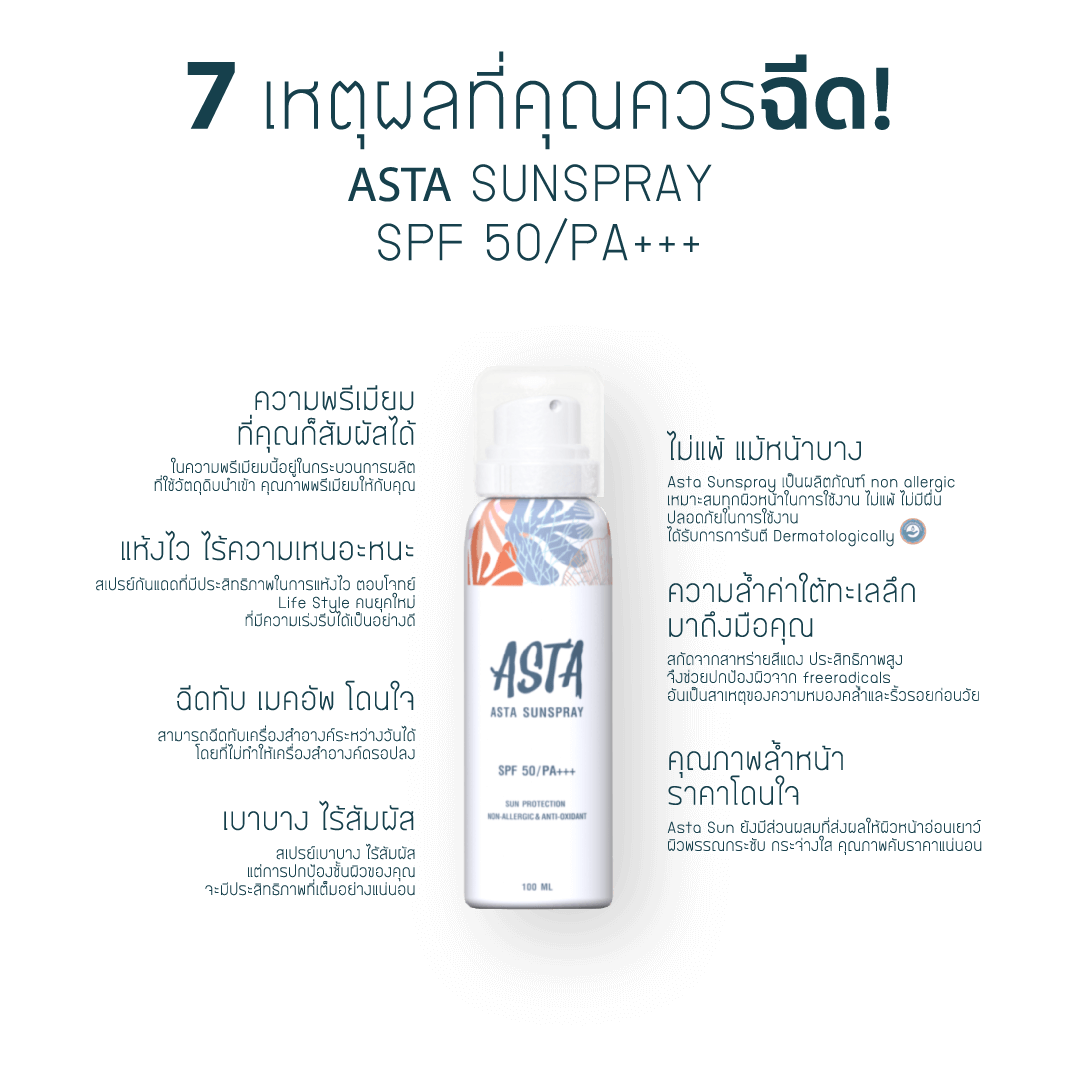 7 เหตุผลที่คุณควรฉีด!
ASTA SUNSPRAY
SPF 50/PA+++
ความพรีเมียม
ที่คุณก็สัมผัสได้
ในความพรีเมียมนี้อยู่ในกระบวนการผลิต
ที่ใช้วัตถุดิบนำเข้า คุณภาพพรีเมียมให้กับคุณ
แห้งไว ไร้ความเหนอะหนะ
สเปรย์กันแดดที่มีประสิทธิภาพในการแห้งไว ตอบโจทย์
Life Style คนยุคใหม่
ที่มีความเร่งรีบได้เป็นอย่างดี
ฉีดทับ เมคอัพ โดนใจ
สามารถฉีดทับเครื่องสำอางค์ระหว่างวันได้
โดยที่ไม่ทำให้เครื่องสำอางค์ดรอปลง
เบาบาง ไร้สัมผัส
สเปรย์เบาบาง ไร้สัมผัส
แต่การปกป้องชั้นผิวของคุณ
จะมีประสิทธิภาพที่เต็มอย่างแน่นอน
ASTA
ASTA SUNSPRAY
SPF 50/PA+++
SUN PROTECTION
NON-ALLERGIC & ANTI-OXIDANT
100 ML
ไม่แพ้ แม้หน้าบาง
Asta Sunspray เป็นผลิตภัณฑ์ non allergic
เหมาะสมทุกผิวหน้าในการใช้งาน ไม่แพ้ ไม่มีผื่น
ปลอดภัยในการใช้งาน
ได้รับการการันตี Dermatologically
ความล้ำค่าใต้ทะเลลึก
มาถึงมือคุณ
สกัดจากสาหร่ายสีแดง ประสิทธิภาพสูง
จึงช่วยปกป้องผิวจาก freeradicals
อันเป็นสาเหตุของความหมองคล้ำและริ้วรอยก่อนวัย
คุณภาพล้ำหน้า
ราคาโดนใจ
Asta Sun ยังมีส่วนผสมที่ส่งผลให้ผิวหน้าอ่อนเยาว์
ผิวพรรณกระชับ กระจ่างใส คุณภาพคับราคาแน่นอน